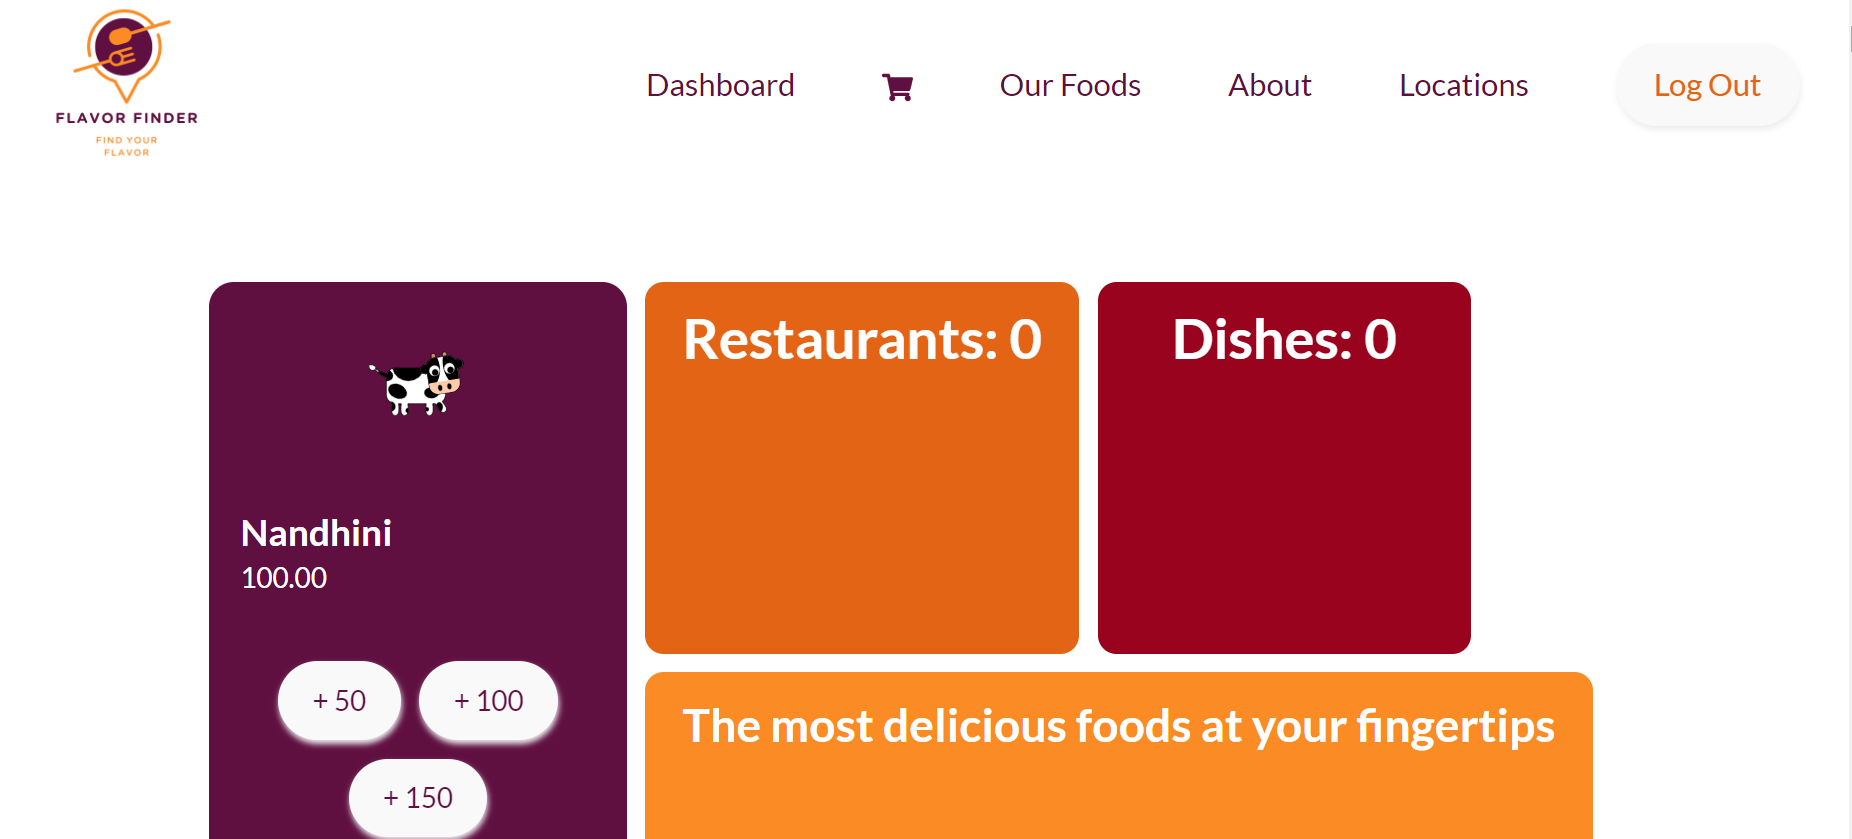 FLAVOR FINDER
FIND YOUR
FLAVOR
Dashboard
Our Foods
About
Locations
Log Out
Nandhini
100.00
+ 50
+ 100
+ 150
Restaurants: 0
Dishes: 0
The most delicious foods at your fingertips